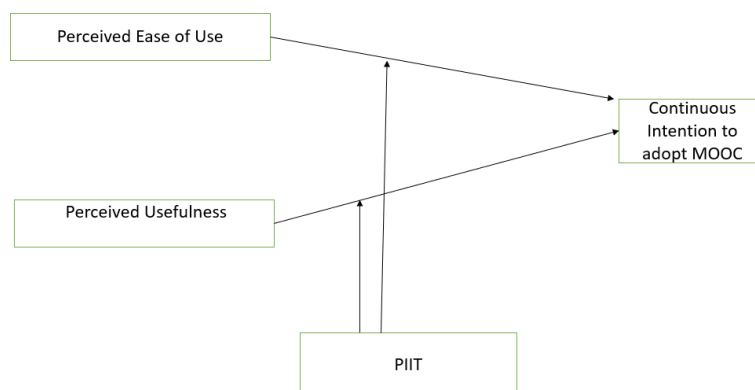 Perceived Ease of Use
Continuous
Intention to
adopt MOOC
Perceived Usefulness
PIIT